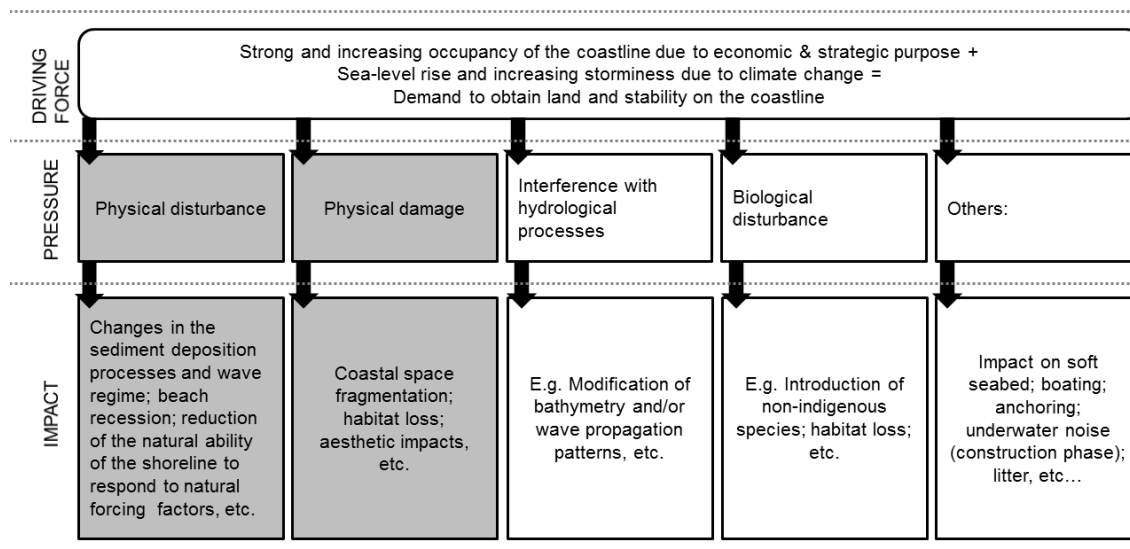 DRIVING
FORCE
Strong and increasing occupancy of the coastline due to economic & strategic purpose +
Sea-level rise and increasing storminess due to climate change =
Demand to obtain land and stability on the coastline
PRESSURE
Physical disturbance
Physical damage
Interference with
hydrological
processes
Biological
disturbance
Others:
IMPACT
Changes in the
sediment deposition
processes and wave
regime; beach
recession; reduction
of the natural ability
of the shoreline to
respond to natural
forcing factors, etc.
Coastal space
fragmentation;
habitat loss;
aesthetic impacts,
etc.
E.g. Modification of
bathymetry and/or
wave propagation
patterns, etc.
E.g. Introduction of
non-indigenous
species; habitat loss;
etc.
Impact on soft
seabed; boating;
anchoring;
underwater noise
(construction phase);
litter, etc…